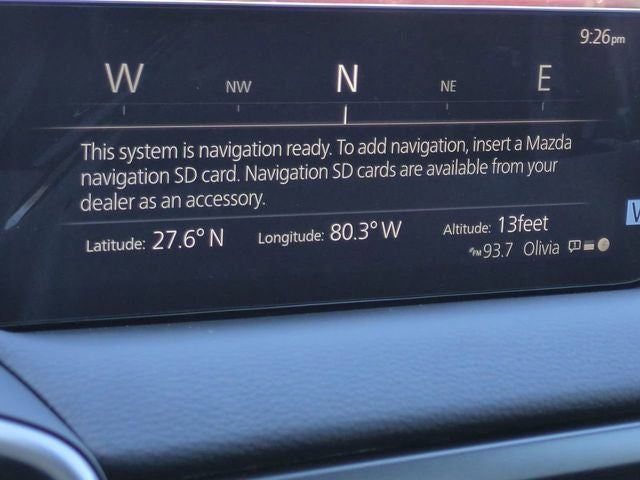 9:26pm
W NW N NE E
This system is navigation ready. To add navigation, insert a Mazda
navigation SD card. Navigation SD cards are available from your
dealer as an accessory.
Latitude: 27.6° N Longitude: 80.3° W Altitude: 13feet
FM 93.7 Olivia